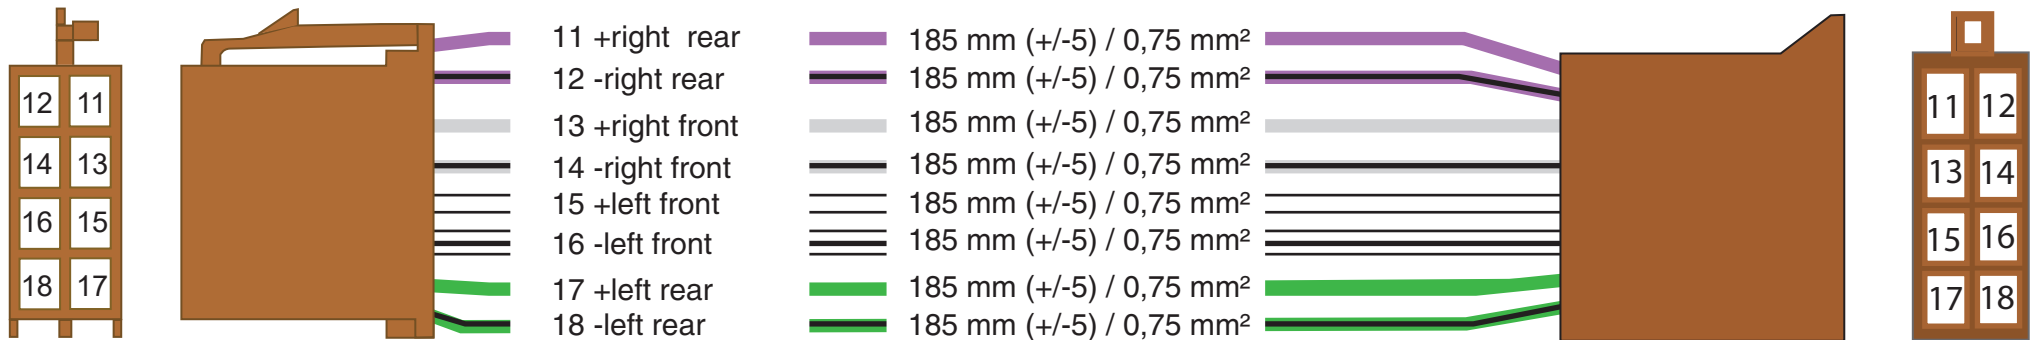 12 11
14 13
16 15
18 17
11 +right rear 185 mm (+/-5) / 0,75 mm²
12 -right rear 185 mm (+/-5) / 0,75 mm²
13 +right front 185 mm (+/-5) / 0,75 mm²
14 -right front 185 mm (+/-5) / 0,75 mm²
15 +left front 185 mm (+/-5) / 0,75 mm²
16 -left front 185 mm (+/-5) / 0,75 mm²
17 +left rear 185 mm (+/-5) / 0,75 mm²
18 -left rear 185 mm (+/-5) / 0,75 mm²
11 12
13 14
15 16
17 18